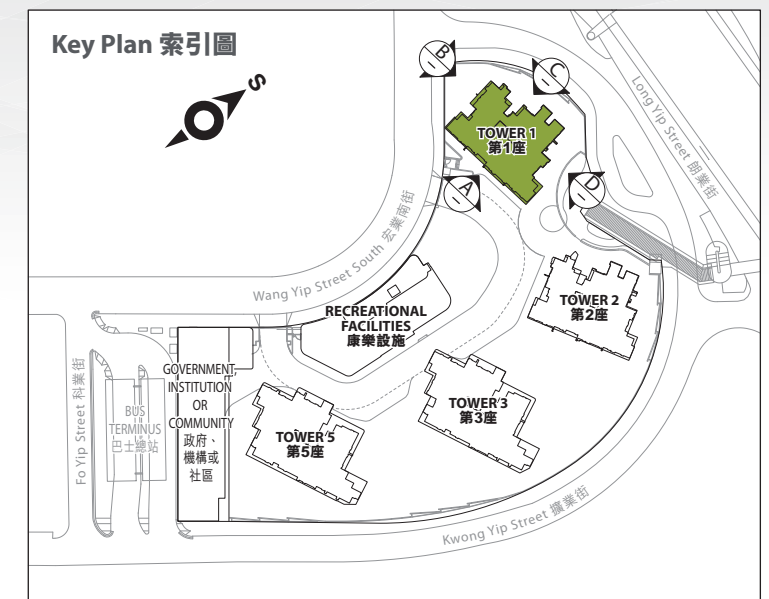 Key Plan 索引圖
S
B
–
C
–
Long Yip Street 朗業街
TOWER 1
第1座
A
–
D
–
Wang Yip Street South 宏業南街
TOWER 2
第2座
RECREATIONAL
FACILITIES
康樂設施
GOVERNMENT,
INSTITUTION
OR
COMMUNITY
政府、
機構或
社區
TOWER 3
第3座
Fo Yip Street 科業街
BUS
TERMINUS
巴士總站
TOWER 5
第5座
Kwong Yip Street 擴業街